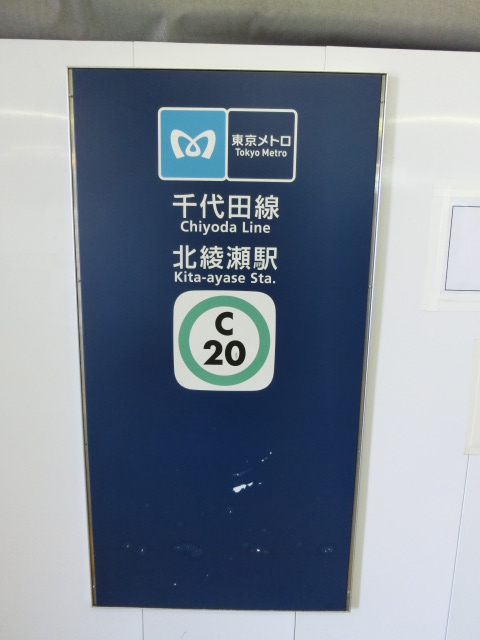 東京メトロ
Tokyo Metro
千代田線
Chiyoda Line
北綾瀬駅
Kita-ayase Sta.
C
20